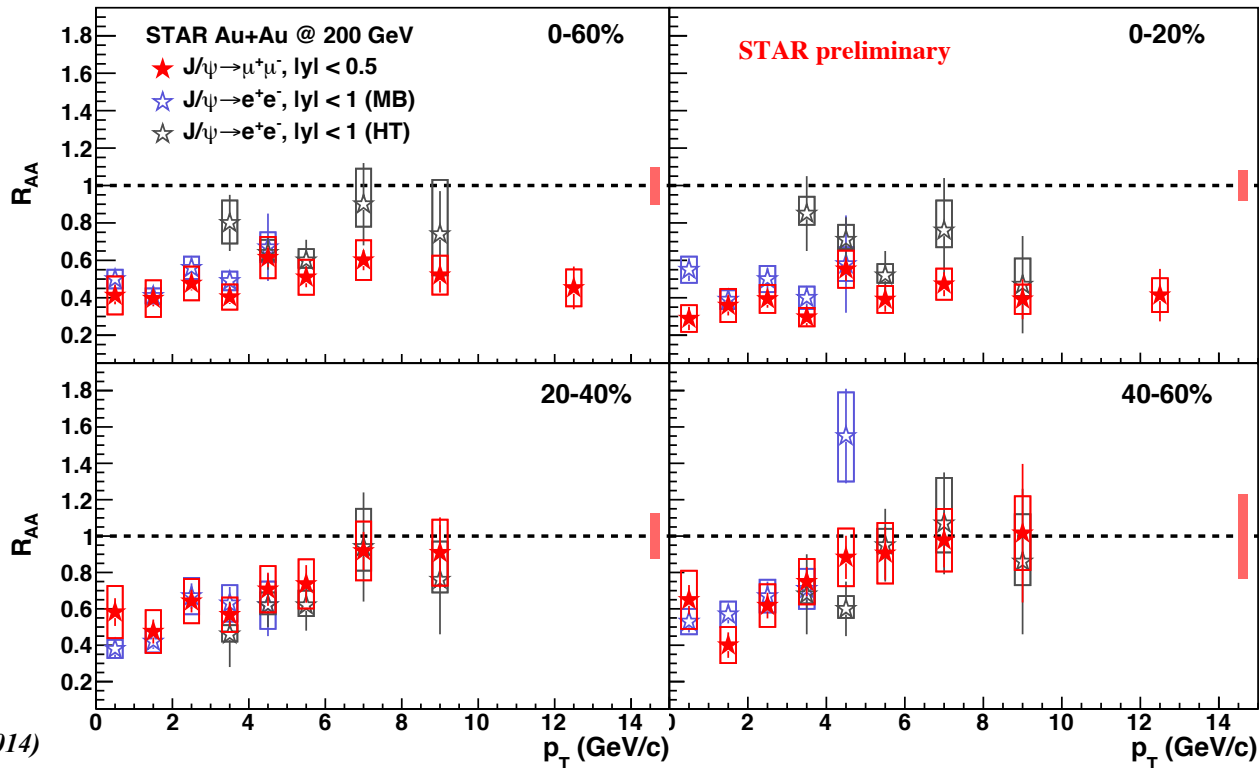 STAR Au+Au @ 200 GeV
J/ψ→μ⁺μ⁻, |y| < 0.5
J/ψ→e⁺e⁻, |y| < 1 (MB)
J/ψ→e⁺e⁻, |y| < 1 (HT)
0-60%
STAR preliminary
0-20%
1.8
1.6
1.4
1.2
1
0.8
0.6
0.4
0.2
R_AA
20-40%
40-60%
1.8
1.6
1.4
1.2
1
0.8
0.6
0.4
0.2
R_AA
0 2 4 6 8 10 12 14
2 4 6 8 10 12 14
p_T (GeV/c)
p_T (GeV/c)
014)